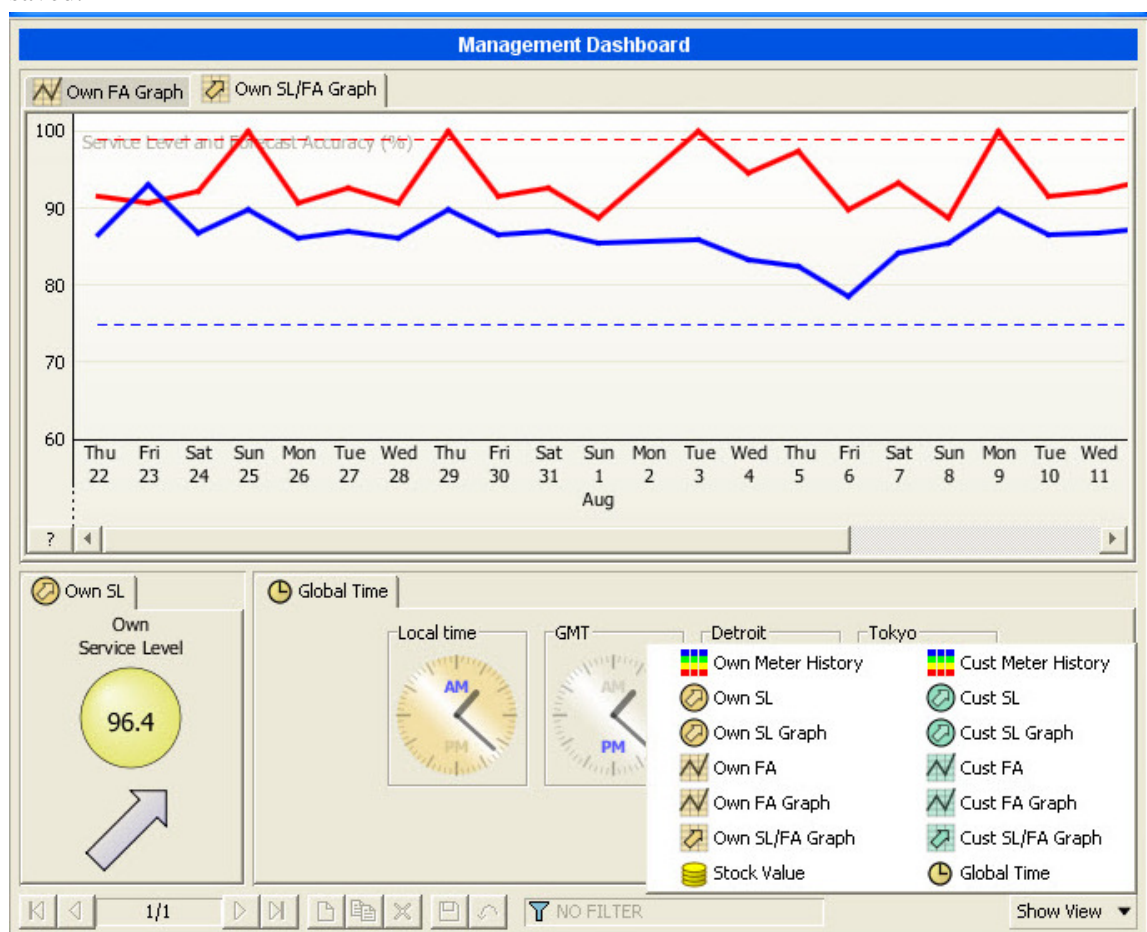 Management Dashboard
Own FA Graph Own SL/FA Graph
Service Level and Forecast Accuracy (%)
100
90
80
70
60
Thu Fri Sat Sun Mon Tue Wed Thu Fri Sat Sun Mon Tue Wed Thu Fri Sat Sun Mon Tue Wed
22 23 24 25 26 27 28 29 30 31 1 2 3 4 5 6 7 8 9 10 11
Aug
?
Own SL
Own
Service Level
96.4
Global Time
Local time GMT Detroit Tokyo
AM
PM
AM
PM
Own Meter History Cust Meter History
Own SL Cust SL
Own SL Graph Cust SL Graph
Own FA Cust FA
Own FA Graph Cust FA Graph
Own SL/FA Graph Cust SL/FA Graph
Stock Value Global Time
1/1 NO FILTER Show View